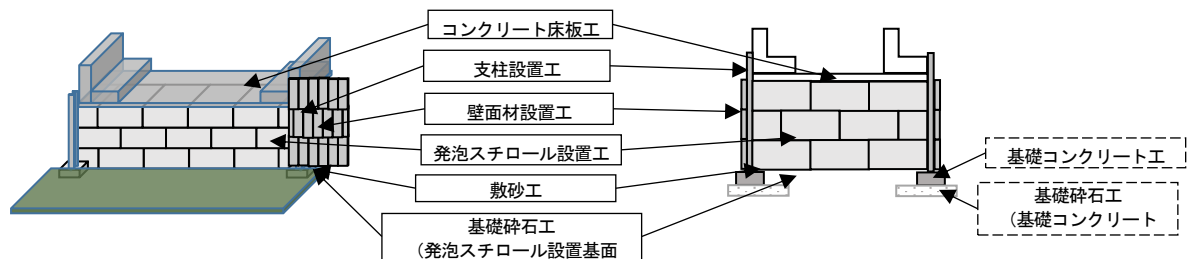 コンクリート床板工
支柱設置工
壁面材設置工
発泡スチロール設置工
敷砂工
基礎砕石工
（発泡スチロール設置基面
基礎コンクリート工
基礎砕石工
（基礎コンクリート